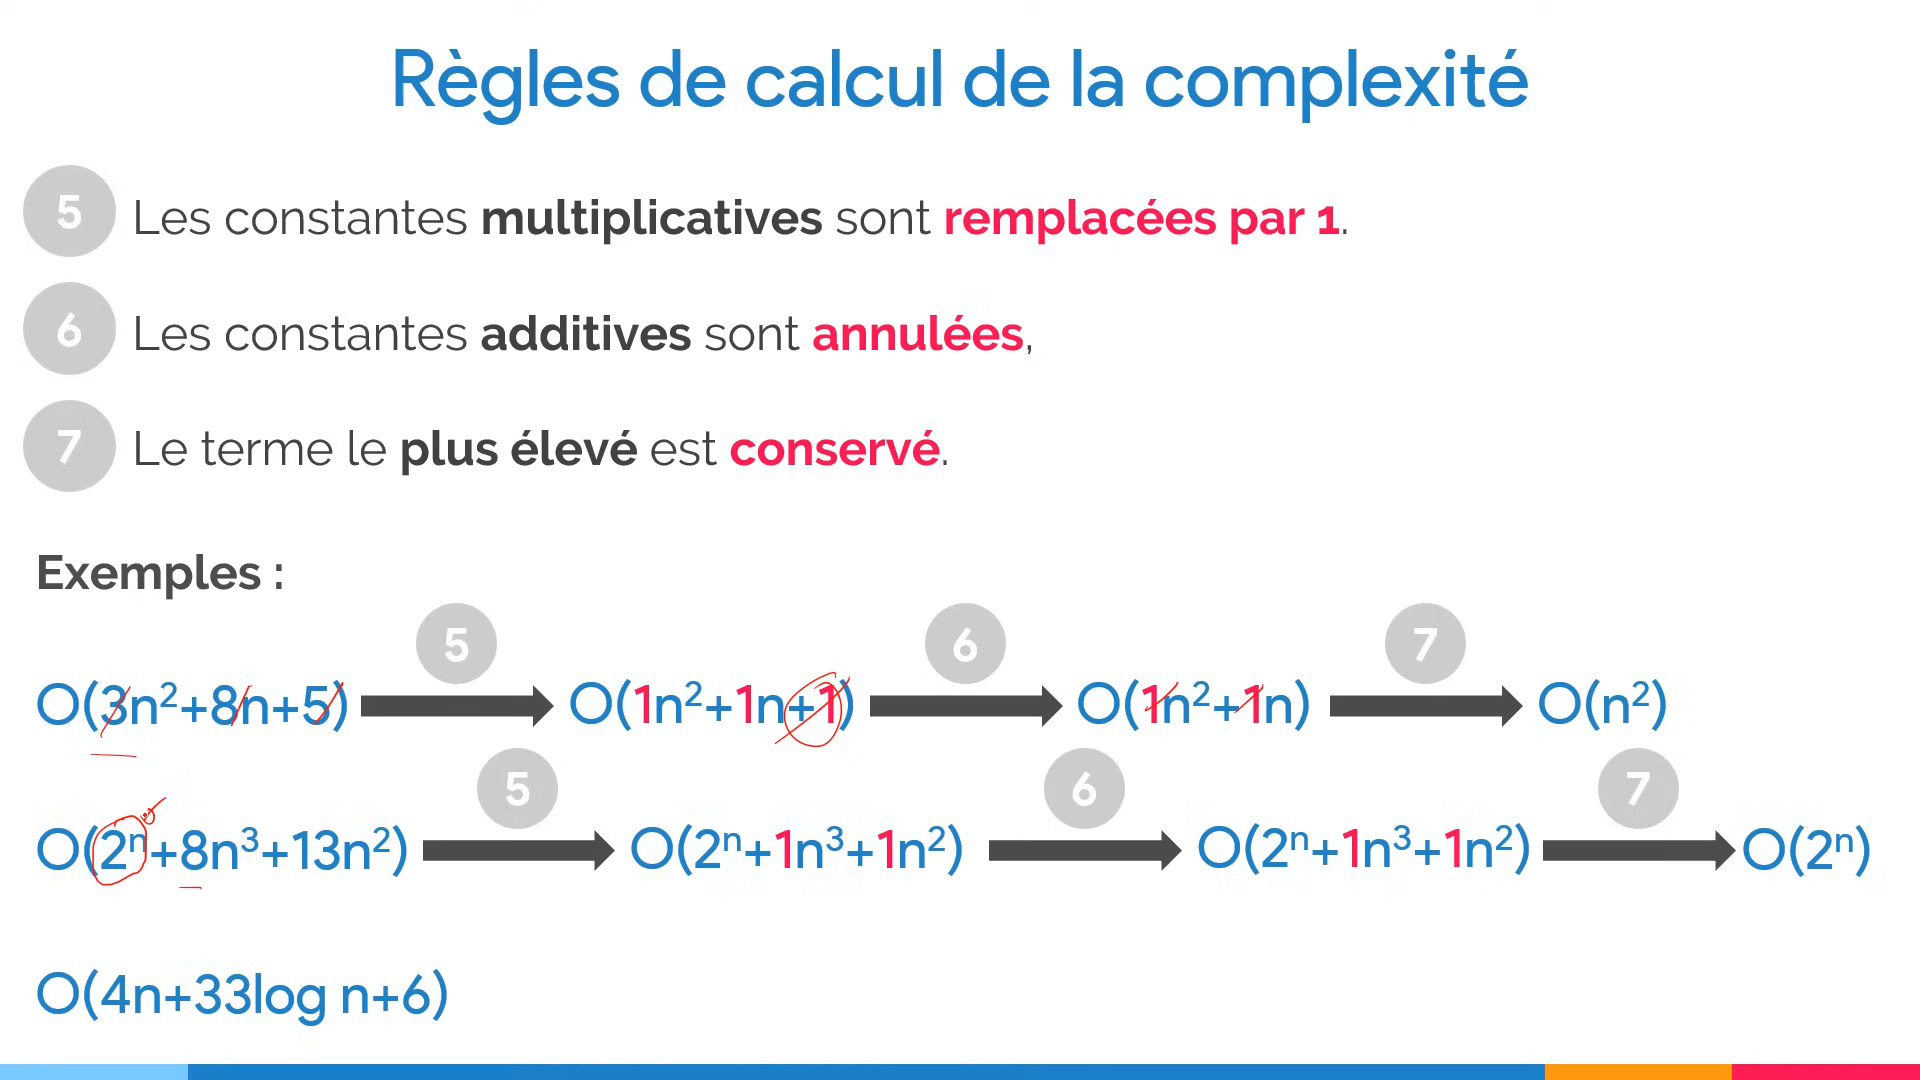 Règles de calcul de la complexité
5 Les constantes multiplicatives sont remplacées par 1.
6 Les constantes additives sont annulées,
7 Le terme le plus élevé est conservé.
Exemples :
5 6 7
O(3n²+8n+5) O(1n²+1n+1) O(1n²+1n) O(n²)
5 6 7
O(2ⁿ+8n³+13n²) O(2ⁿ+1n³+1n²) O(2ⁿ+1n³+1n²) O(2ⁿ)
O(4n+33log n+6)